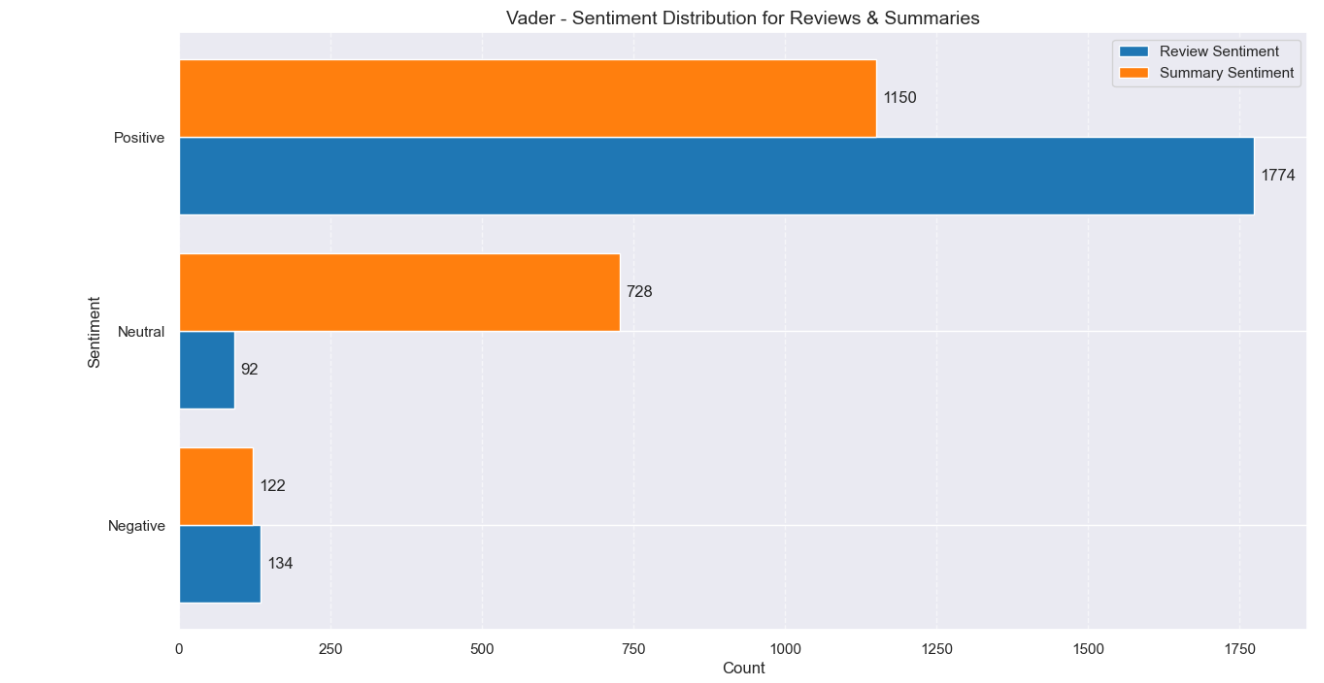 Vader - Sentiment Distribution for Reviews & Summaries
Review Sentiment
Summary Sentiment
1150
Positive
1774
728
Neutral
92
Sentiment
122
Negative
134
0 250 500 750 1000 1250 1500 1750
Count